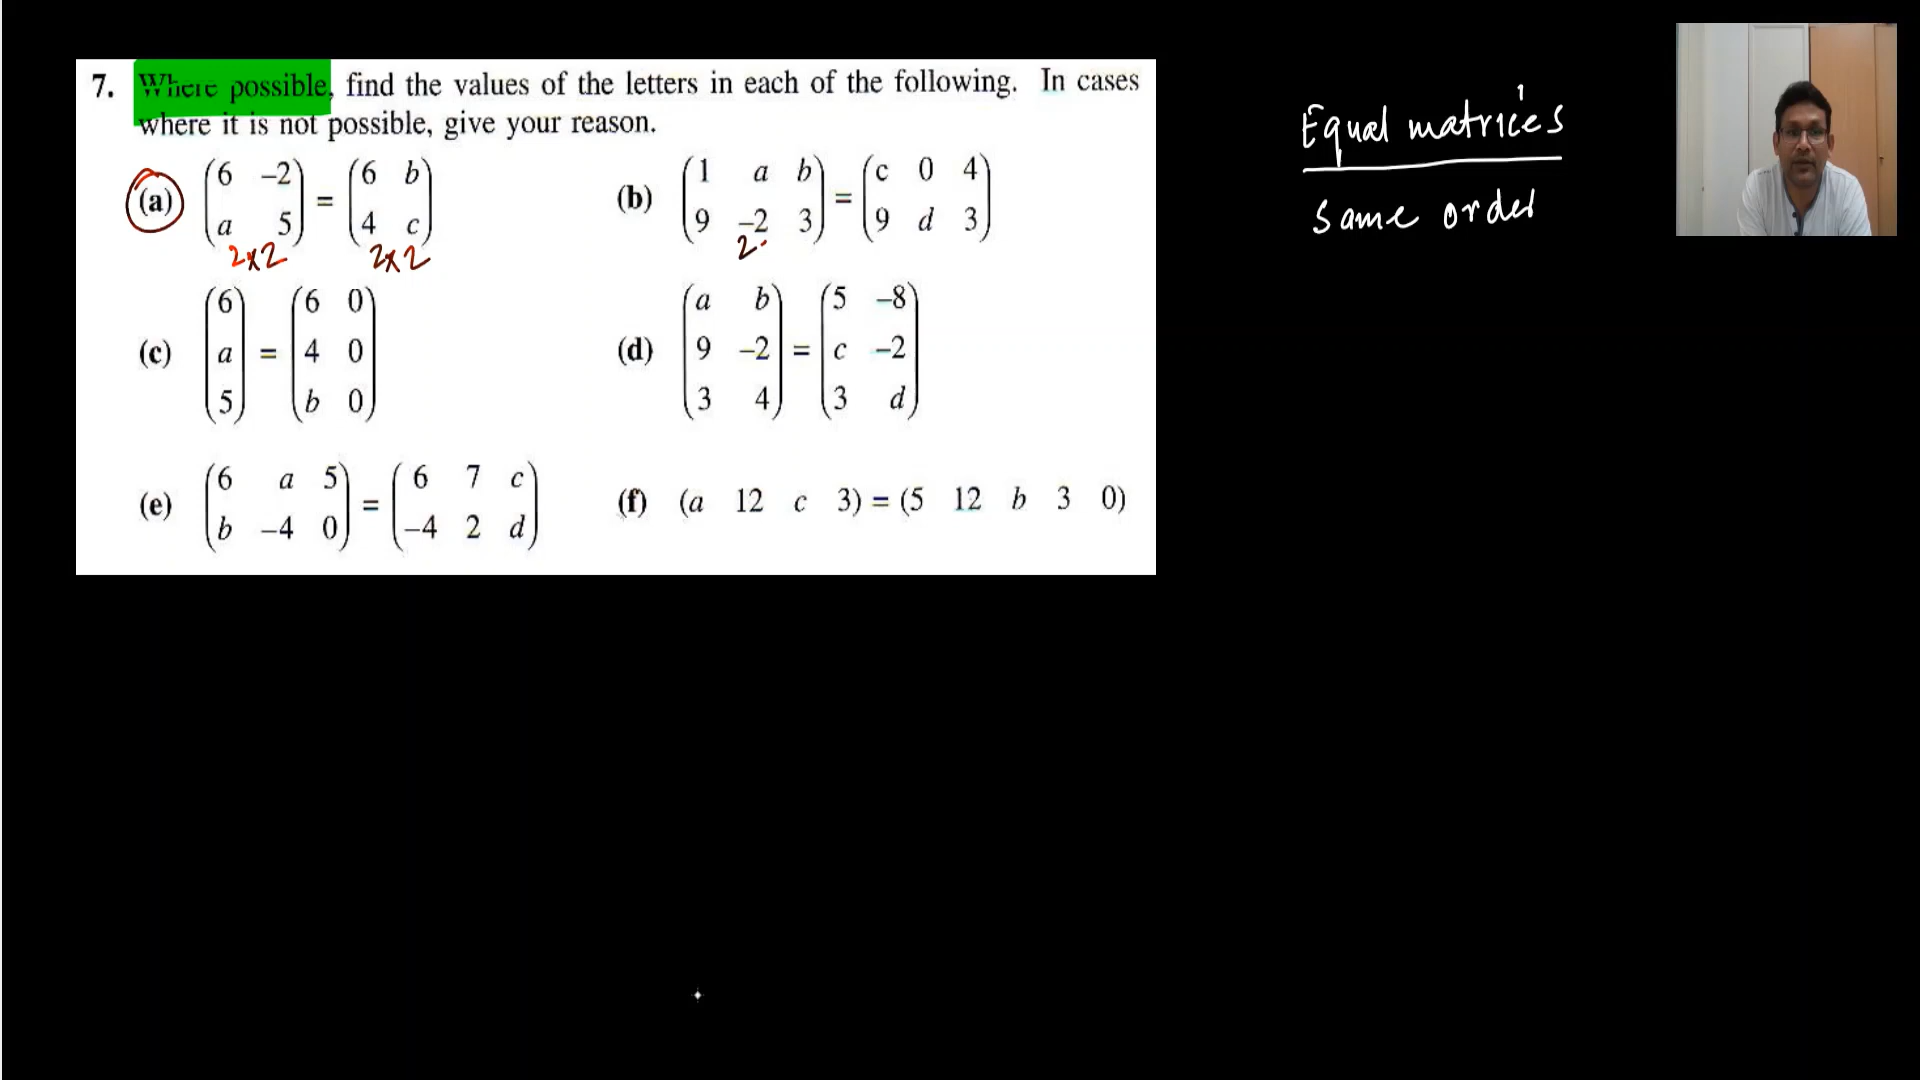 7. Where possible, find the values of the letters in each of the following. In cases
where it is not possible, give your reason.
(a) (6 -2) = (6 b)
(a 5) (4 c)
2x2 2x2
(b) (1 a b) = (c 0 4)
(9 -2 3) (9 d 3)
2
(c) (6) = (6 0)
(a) (4 0)
(5) (b 0)
(d) (a b) = (5 -8)
(9 -2) (c -2)
(3 4) (3 d)
(e) (6 a 5) = (6 7 c)
(b -4 0) (-4 2 d)
(f) (a 12 c 3) = (5 12 b 3 0)
Equal matrices
same order